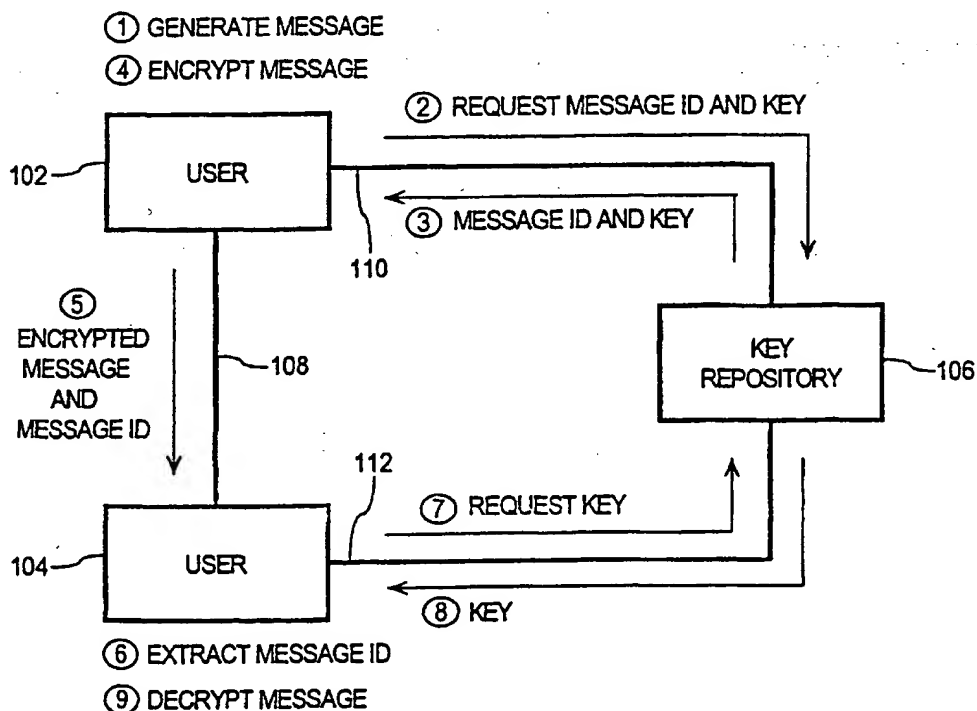 ① GENERATE MESSAGE
④ ENCRYPT MESSAGE
② REQUEST MESSAGE ID AND KEY
102
USER
③ MESSAGE ID AND KEY
110
⑤
ENCRYPTED
MESSAGE
AND
MESSAGE ID
108
KEY
REPOSITORY
106
112
⑦ REQUEST KEY
104
USER
⑧ KEY
⑥ EXTRACT MESSAGE ID
⑨ DECRYPT MESSAGE